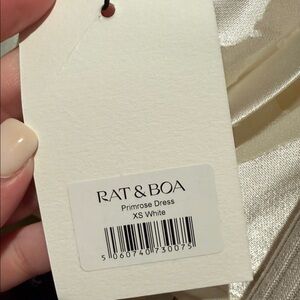 RAT & BOA
Primrose Dress
XS White
5 060740 730075